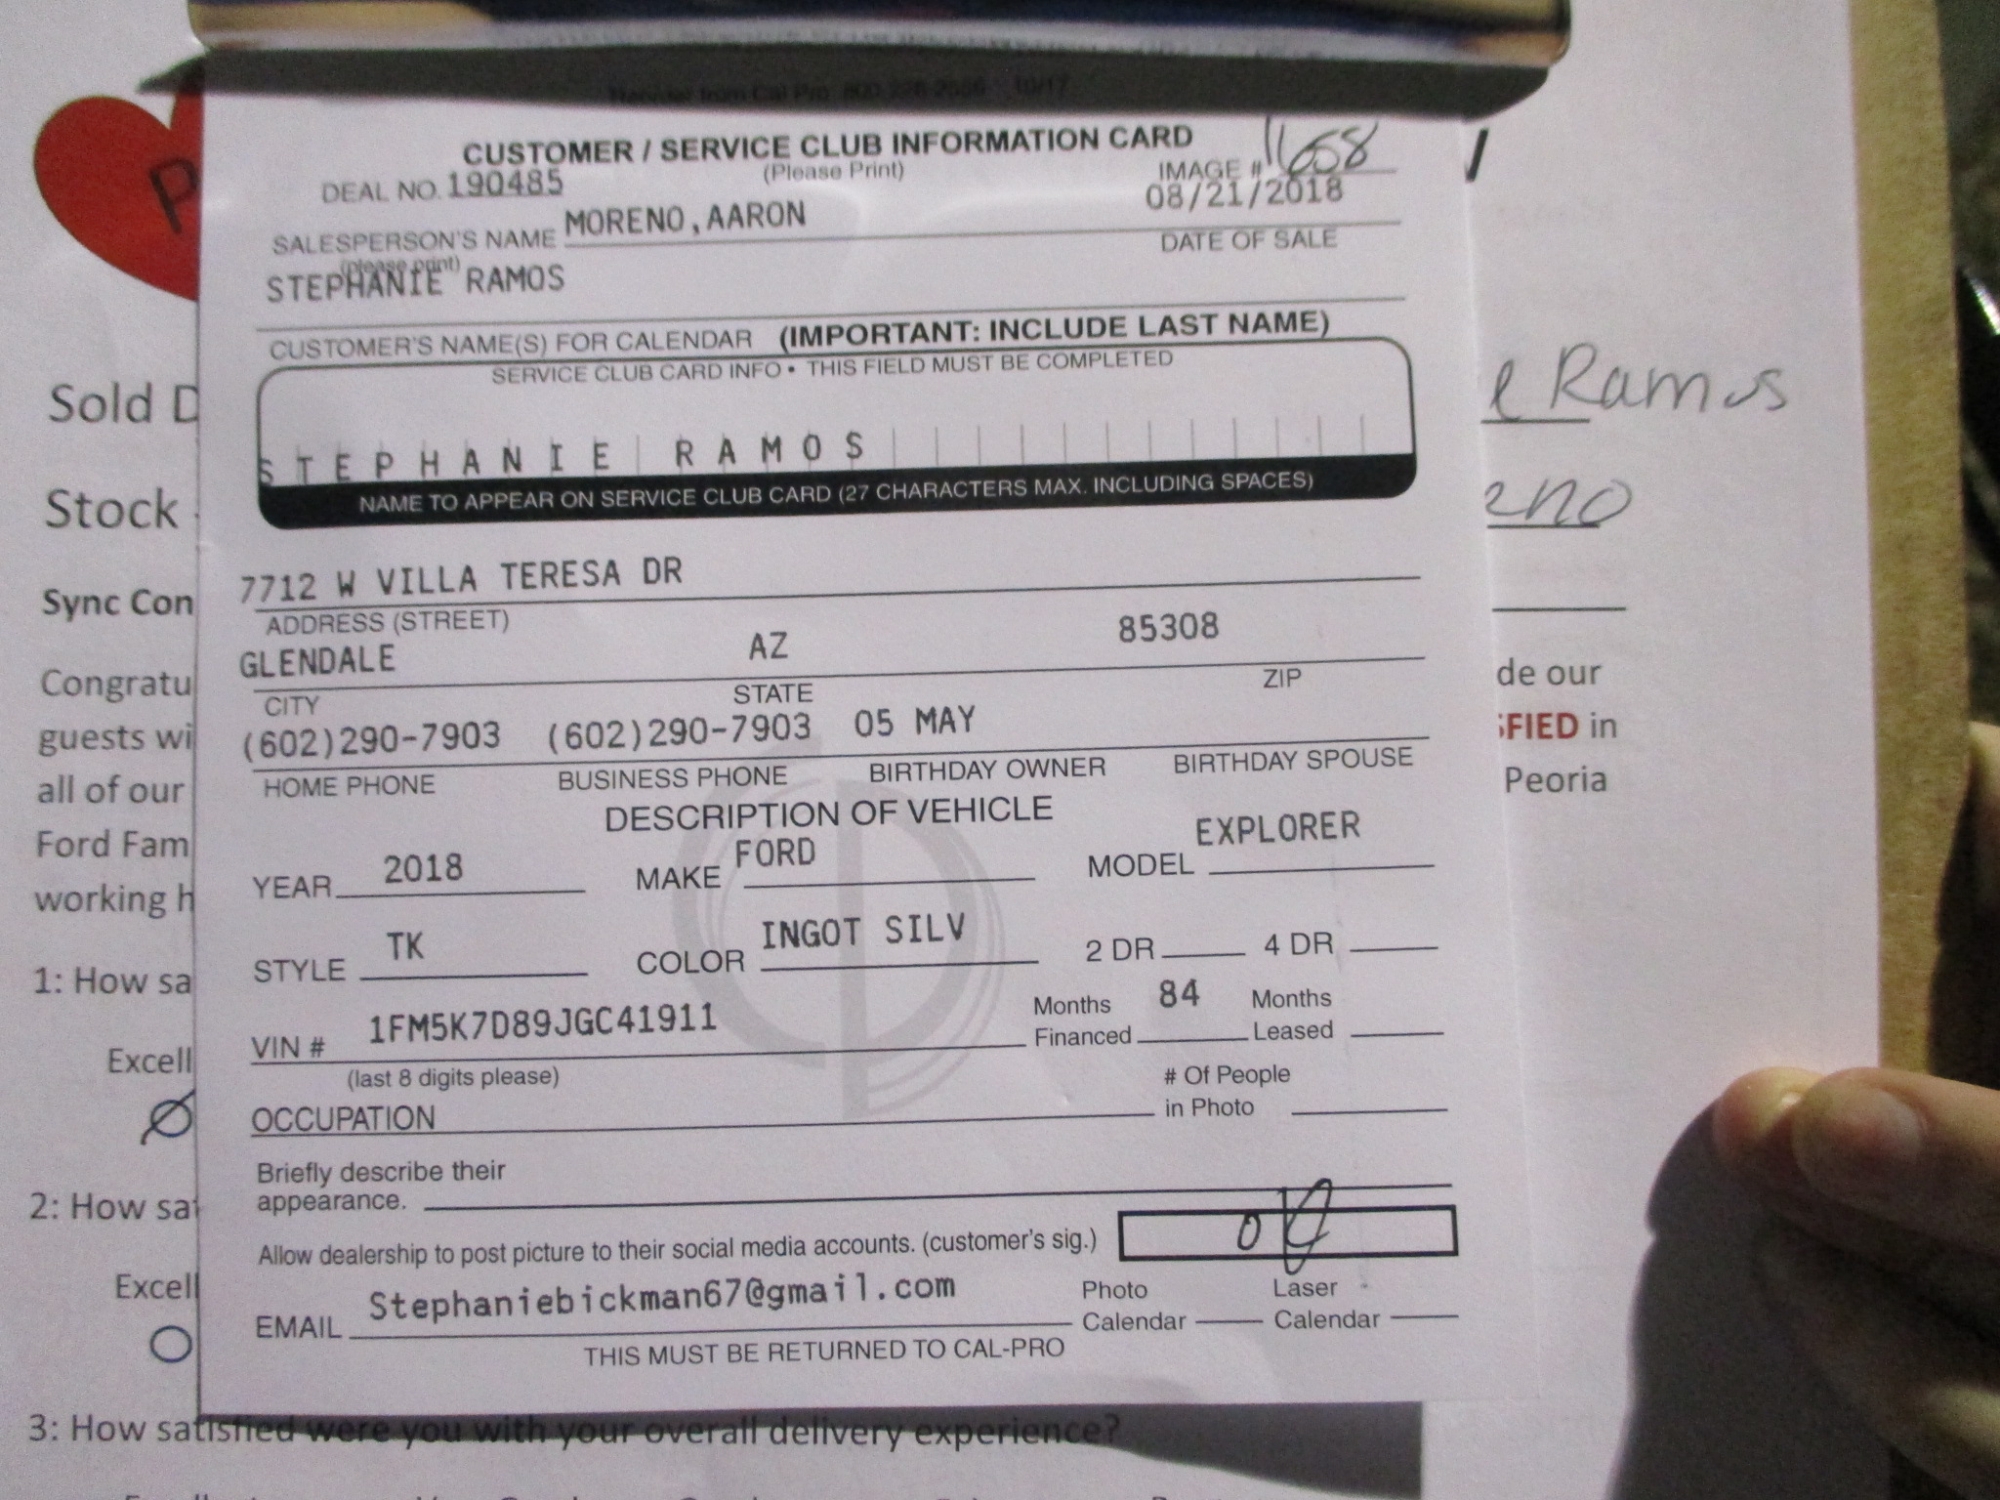 CUSTOMER / SERVICE CLUB INFORMATION CARD
(Please Print)
DEAL NO. 190485
IMAGE # 11658
08/21/2018
SALESPERSON'S NAME MORENO, AARON
DATE OF SALE
(please print)
STEPHANIE RAMOS
CUSTOMER'S NAME(S) FOR CALENDAR (IMPORTANT: INCLUDE LAST NAME)
SERVICE CLUB CARD INFO • THIS FIELD MUST BE COMPLETED
STEPHANIE RAMOS
NAME TO APPEAR ON SERVICE CLUB CARD (27 CHARACTERS MAX. INCLUDING SPACES)
7712 W VILLA TERESA DR
ADDRESS (STREET)
GLENDALE AZ 85308
CITY STATE ZIP
(602)290-7903 (602)290-7903 05 MAY
HOME PHONE BUSINESS PHONE BIRTHDAY OWNER BIRTHDAY SPOUSE
DESCRIPTION OF VEHICLE
YEAR 2018 MAKE FORD MODEL EXPLORER
STYLE TK COLOR INGOT SILV 2 DR 4 DR
VIN # 1FM5K7D89JGC41911 Months Financed 84 Months Leased
(last 8 digits please)
OCCUPATION # Of People in Photo
Briefly describe their
appearance.
Allow dealership to post picture to their social media accounts. (customer's sig.)
EMAIL Stephaniebickman67@gmail.com Photo Calendar Laser Calendar
THIS MUST BE RETURNED TO CAL-PRO
Sold D
e Ramos
Stock
eno
Sync Con
Congratu
de our
guests wi
SFIED in
all of our
Peoria
Ford Fam
working h
1: How sa
Excell
2: How sat
Excell
3: How satisfied were you with your overall delivery experience?